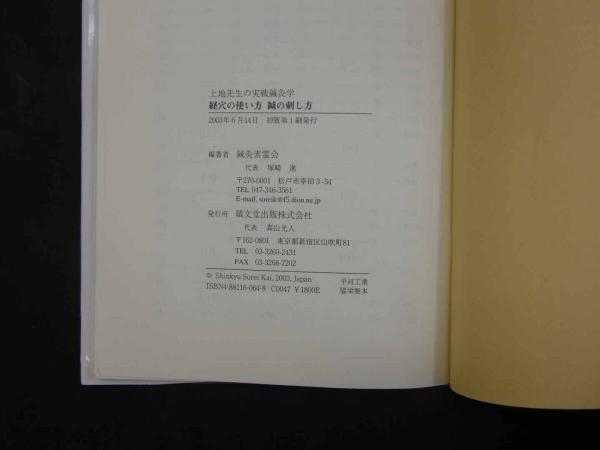 上地先生の実戦鍼灸学
経穴の使い方 鍼の刺し方
2003年6月14日 初版第1刷発行
編著者 鍼灸素霊会
代表 塚崎 進
〒270-0001 松戸市幸田3-54
TEL 047-346-3561
E-mail, soreik@f5.dion.ne.jp
発行所 績文堂出版株式会社
代表 森山光人
〒162-0801 東京都新宿区山吹町81
TEL 03-3260-2431
FAX 03-3268-7202
© Shinkyu Sorei Kai, 2003, Japan 平河工業
ISBN4-88116-064-8 C0047 ¥1800E 協栄製本